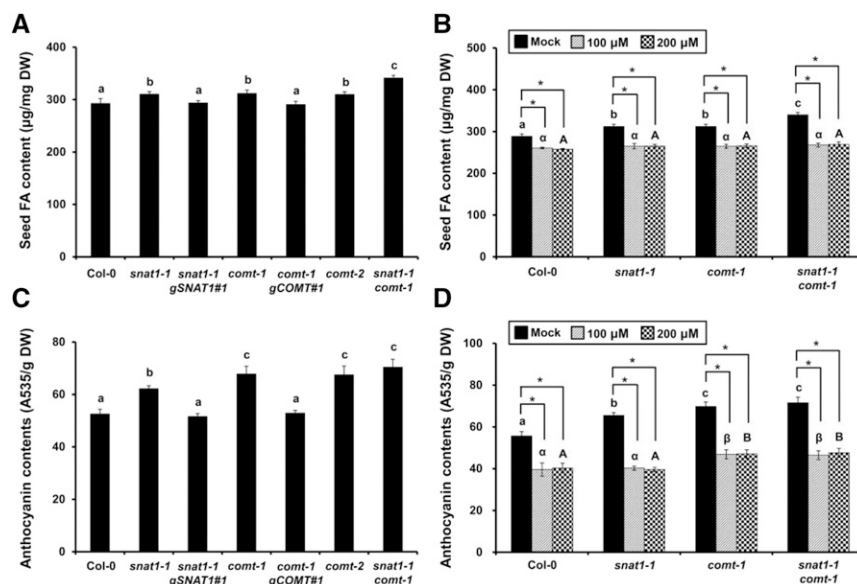 A
Seed FA content (µg/mg DW)
400
300
200
100
0
a b a b a b c
Col-0 snat1-1 snat1-1 gSNAT1#1 comt-1 comt-1 gCOMT#1 comt-2 snat1-1 comt-1
B
Mock 100 µM 200 µM
Seed FA content (µg/mg DW)
500
400
300
200
100
0
* * * * * * * *
a α A b α A b α A c α A
Col-0 snat1-1 comt-1 snat1-1 comt-1
C
Anthocyanin contents (A535/g DW)
80
60
40
20
0
a b a c a c c
Col-0 snat1-1 snat1-1 gSNAT1#1 comt-1 comt-1 gCOMT#1 comt-2 snat1-1 comt-1
D
Mock 100 µM 200 µM
Anthocyanin contents (A535/g DW)
100
80
60
40
20
0
* * * * * * * *
a α A b α A c β B c β B
Col-0 snat1-1 comt-1 snat1-1 comt-1